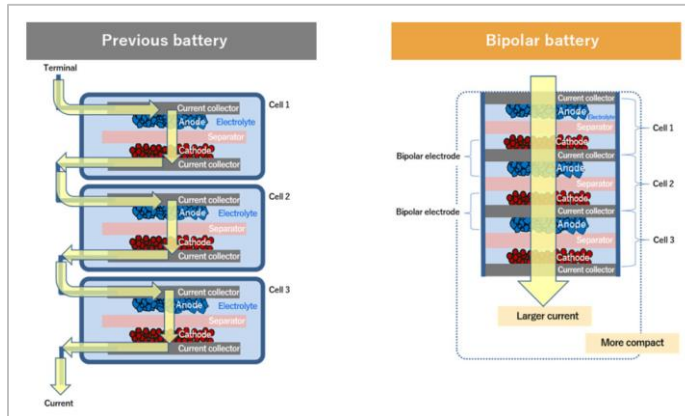 Previous battery
Terminal
Current collector
Cell 1
Anode
Electrolyte
Separator
Cathode
Current collector
Current collector
Cell 2
Anode
Electrolyte
Separator
Cathode
Current collector
Current collector
Cell 3
Anode
Electrolyte
Separator
Cathode
Current collector
Current
Bipolar battery
Current collector
Anode
Electrolyte
Separator
Cell 1
Cathode
Bipolar electrode
Current collector
Anode
Separator
Cell 2
Cathode
Bipolar electrode
Current collector
Anode
Separator
Cell 3
Cathode
Current collector
Larger current
More compact